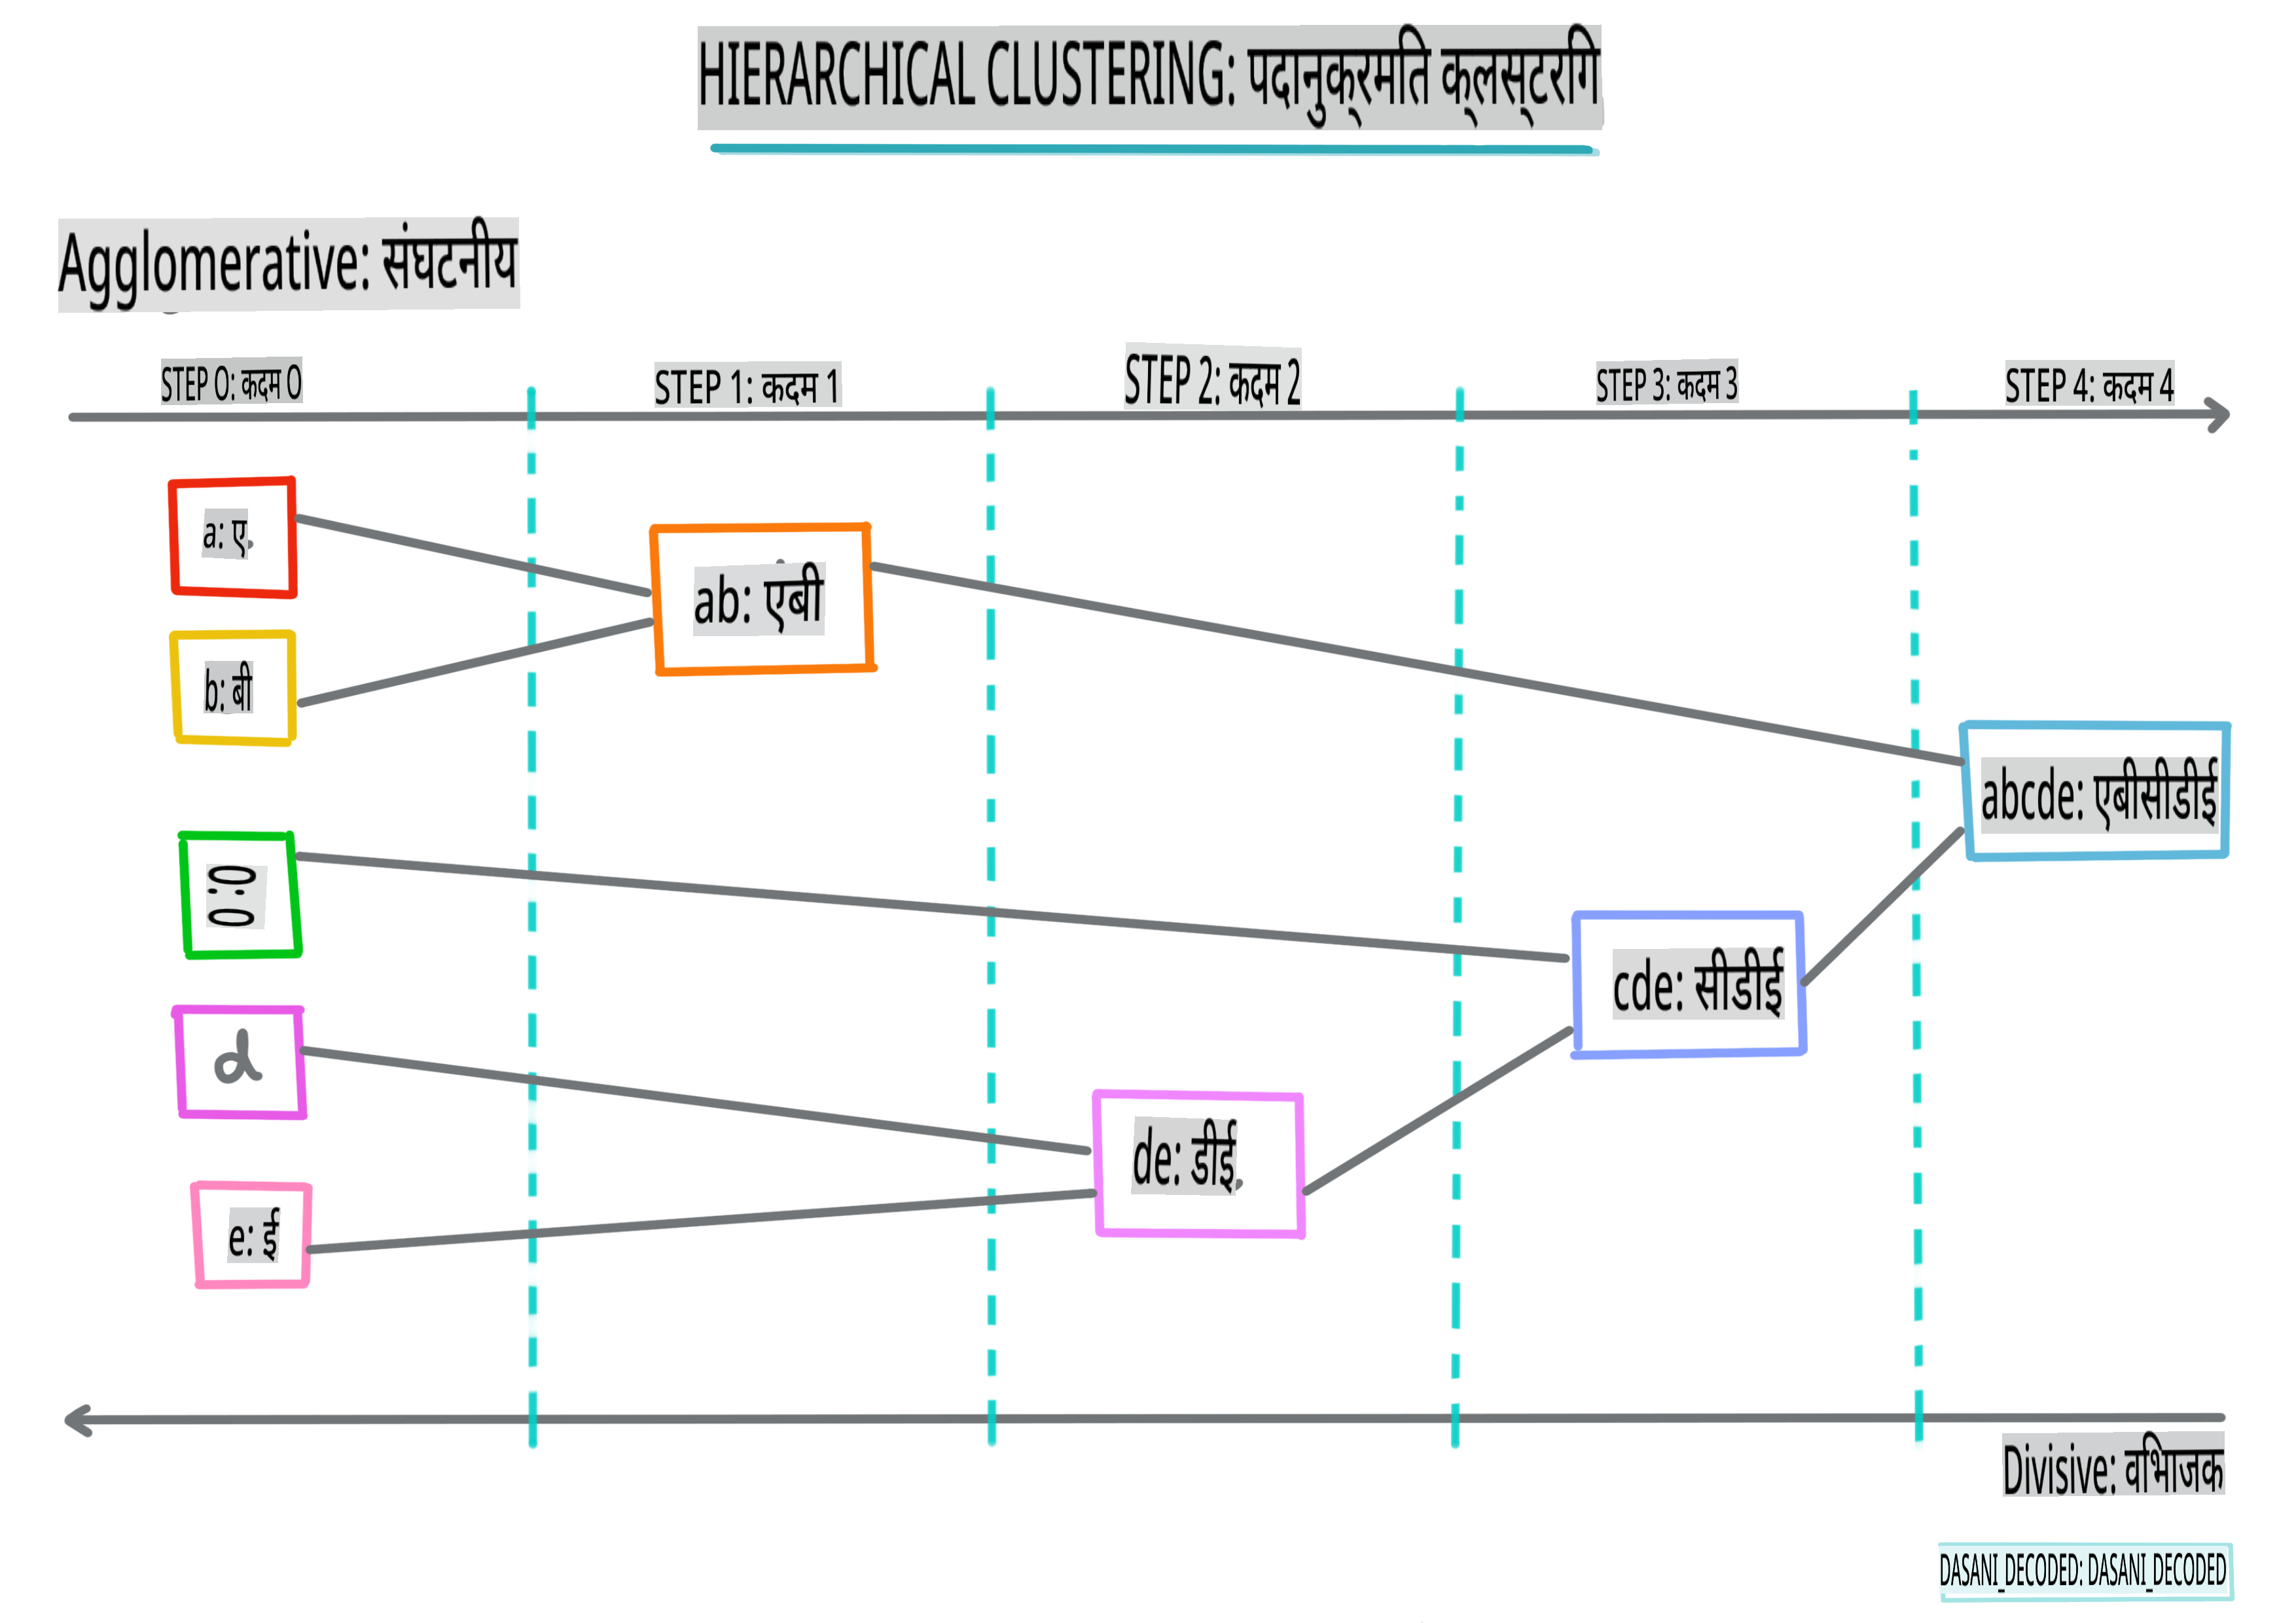 HIERARCHICAL CLUSTERING: पदानुक्रमति क्लस्टरगि
Agglomerative: संघटनीय
STEP 0: कदम 0
STEP 1: कदम 1
STEP 2: कदम 2
STEP 3: कदम 3
STEP 4: कदम 4
a: ए
ab: एबी
b: बी
abcde: एबीसीडीई
0:0
cde: सीडीई
d
de: डीई
e: ई
Divisive: वभिाजक
DASANI_DECODED: DASANI_DECODED